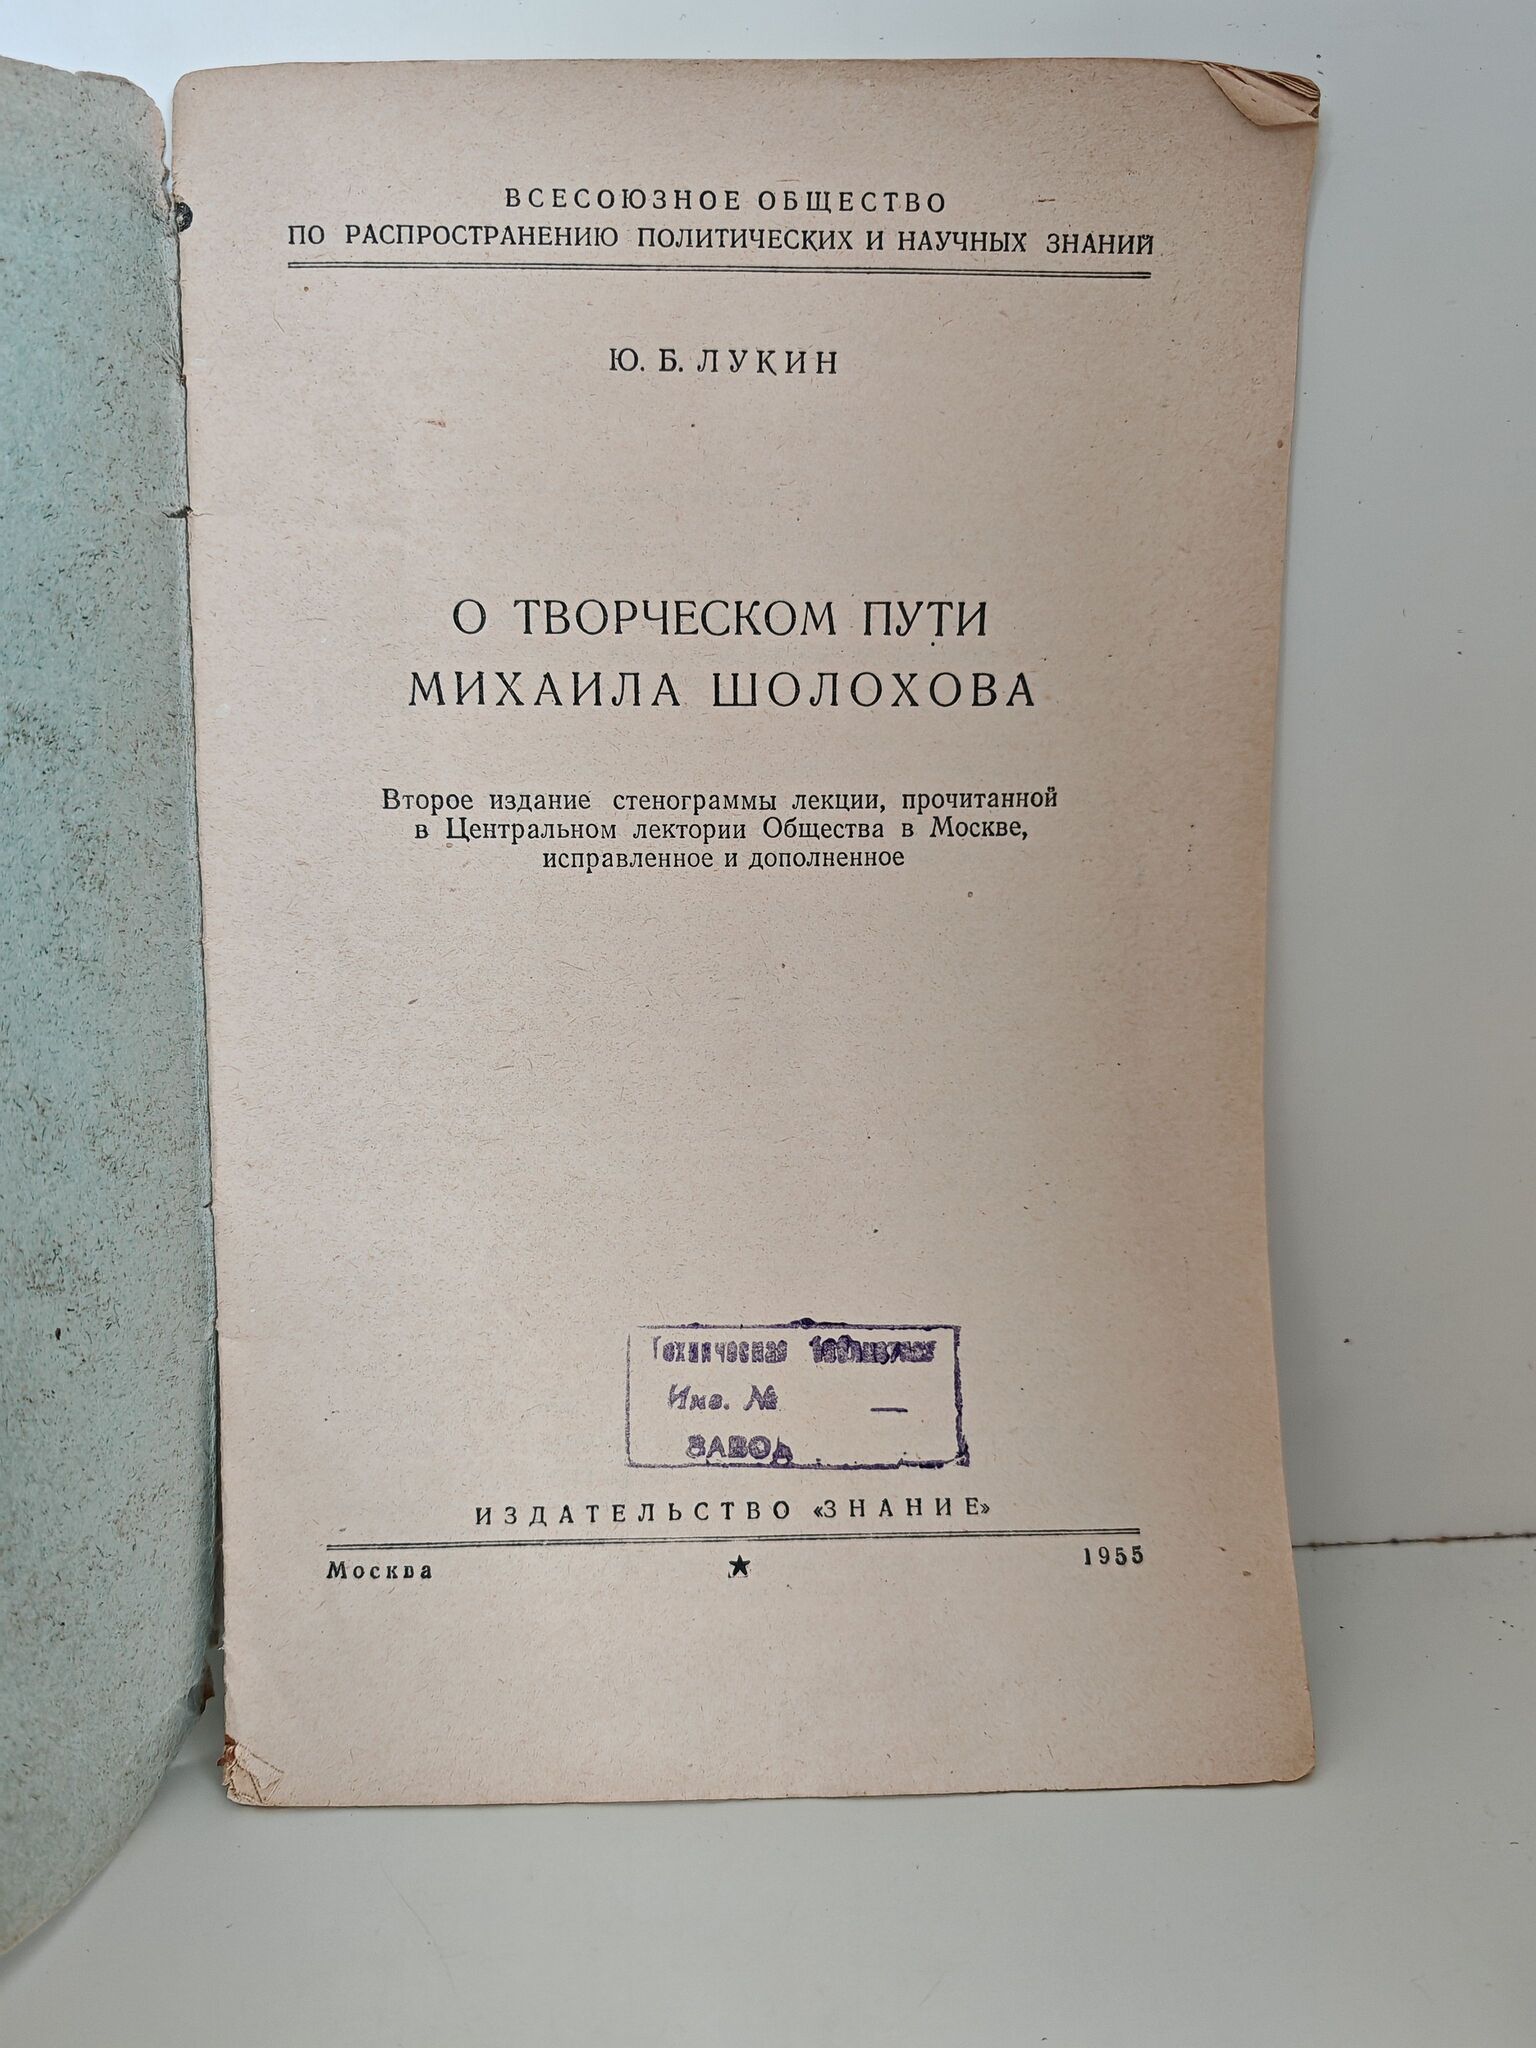 ВСЕСОЮЗНОЕ ОБЩЕСТВО
ПО РАСПРОСТРАНЕНИЮ ПОЛИТИЧЕСКИХ И НАУЧНЫХ ЗНАНИЙ
Ю. Б. ЛУКИН
О ТВОРЧЕСКОМ ПУТИ
МИХАИЛА ШОЛОХОВА
Второе издание стенограммы лекции, прочитанной
в Центральном лектории Общества в Москве,
исправленное и дополненное
Техническая
Инв. № —
ЗАВОД
ИЗДАТЕЛЬСТВО «ЗНАНИЕ»
Москва ★ 1955